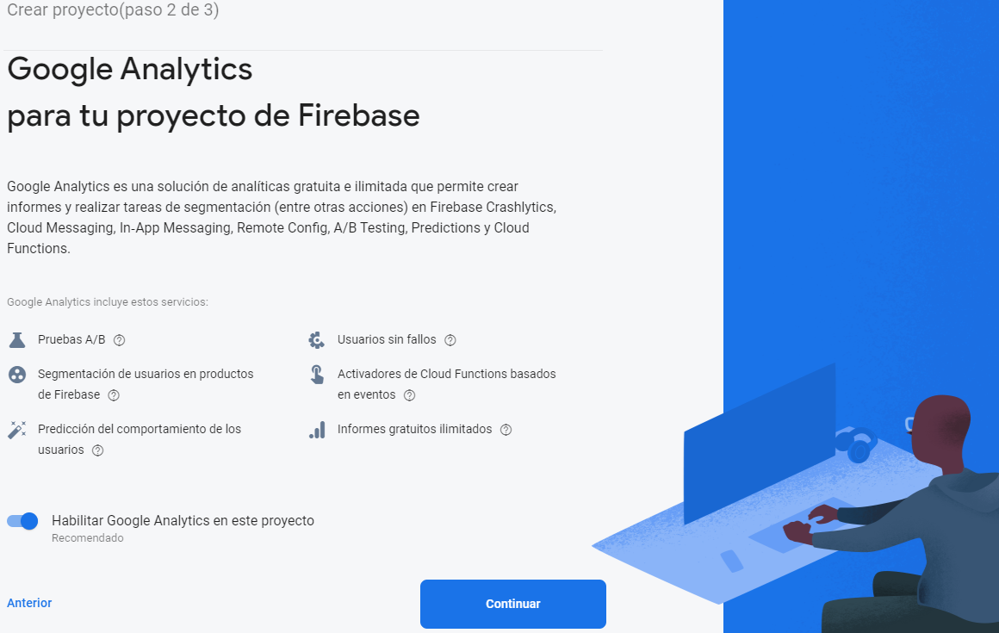 Crear proyecto(paso 2 de 3)
Google Analytics
para tu proyecto de Firebase
Google Analytics es una solución de analíticas gratuita e ilimitada que permite crear
informes y realizar tareas de segmentación (entre otras acciones) en Firebase Crashlytics,
Cloud Messaging, In-App Messaging, Remote Config, A/B Testing, Predictions y Cloud
Functions.
Google Analytics incluye estos servicios:
Pruebas A/B
Usuarios sin fallos
Segmentación de usuarios en productos
de Firebase
Activadores de Cloud Functions basados
en eventos
Predicción del comportamiento de los
usuarios
Informes gratuitos ilimitados
Habilitar Google Analytics en este proyecto
Recomendado
Anterior
Continuar